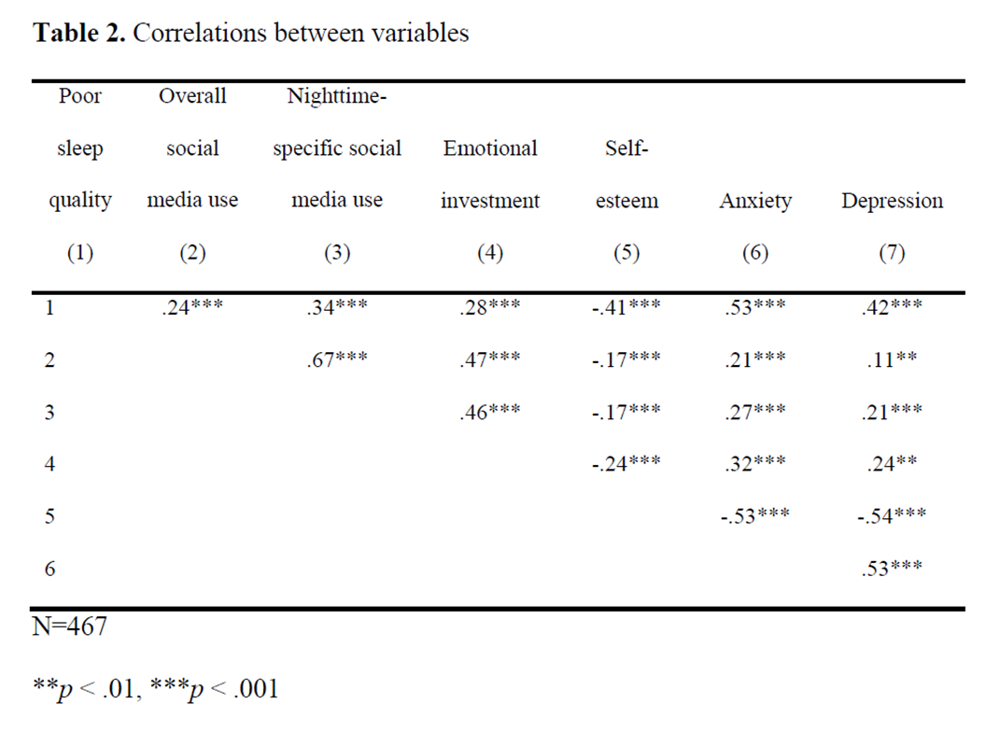 Table 2. Correlations between variables
Poor Overall Nighttime-
sleep social specific social Emotional Self-
quality media use media use investment esteem Anxiety Depression
(1) (2) (3) (4) (5) (6) (7)
1 .24*** .34*** .28*** -.41*** .53*** .42***
2 .67*** .47*** -.17*** .21*** .11**
3 .46*** -.17*** .27*** .21***
4 -.24*** .32*** .24**
5 -.53*** -.54***
6 .53***
N=467
**p < .01, ***p < .001